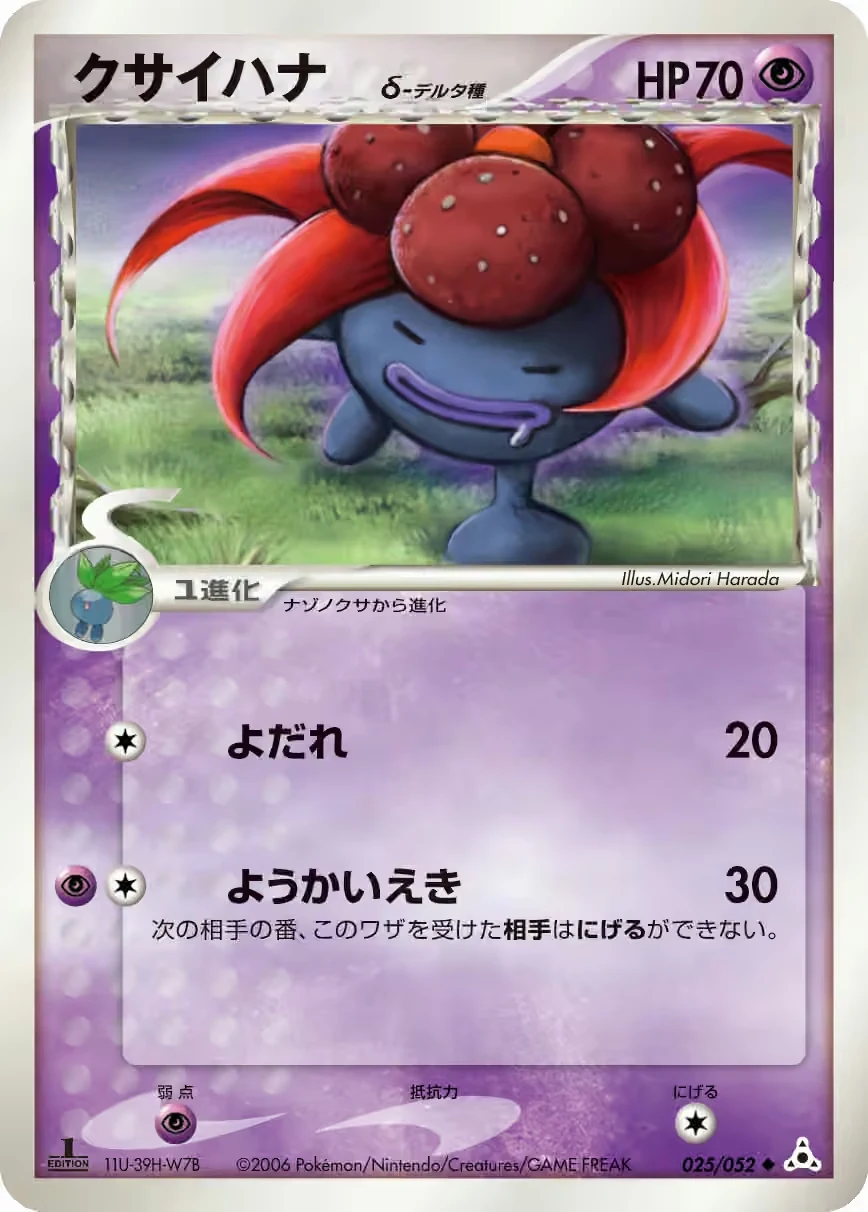 クサイハナ δ-デルタ種 HP70
Illus.Midori Harada
1進化 ナゾノクサから進化
よだれ 20
ようかいえき 30
次の相手の番、このワザを受けた相手はにげるができない。
弱点 抵抗力 にげる
1 EDITION 11U-39H-W7B ©2006 Pokémon/Nintendo/Creatures/GAME FREAK 025/052 ◆